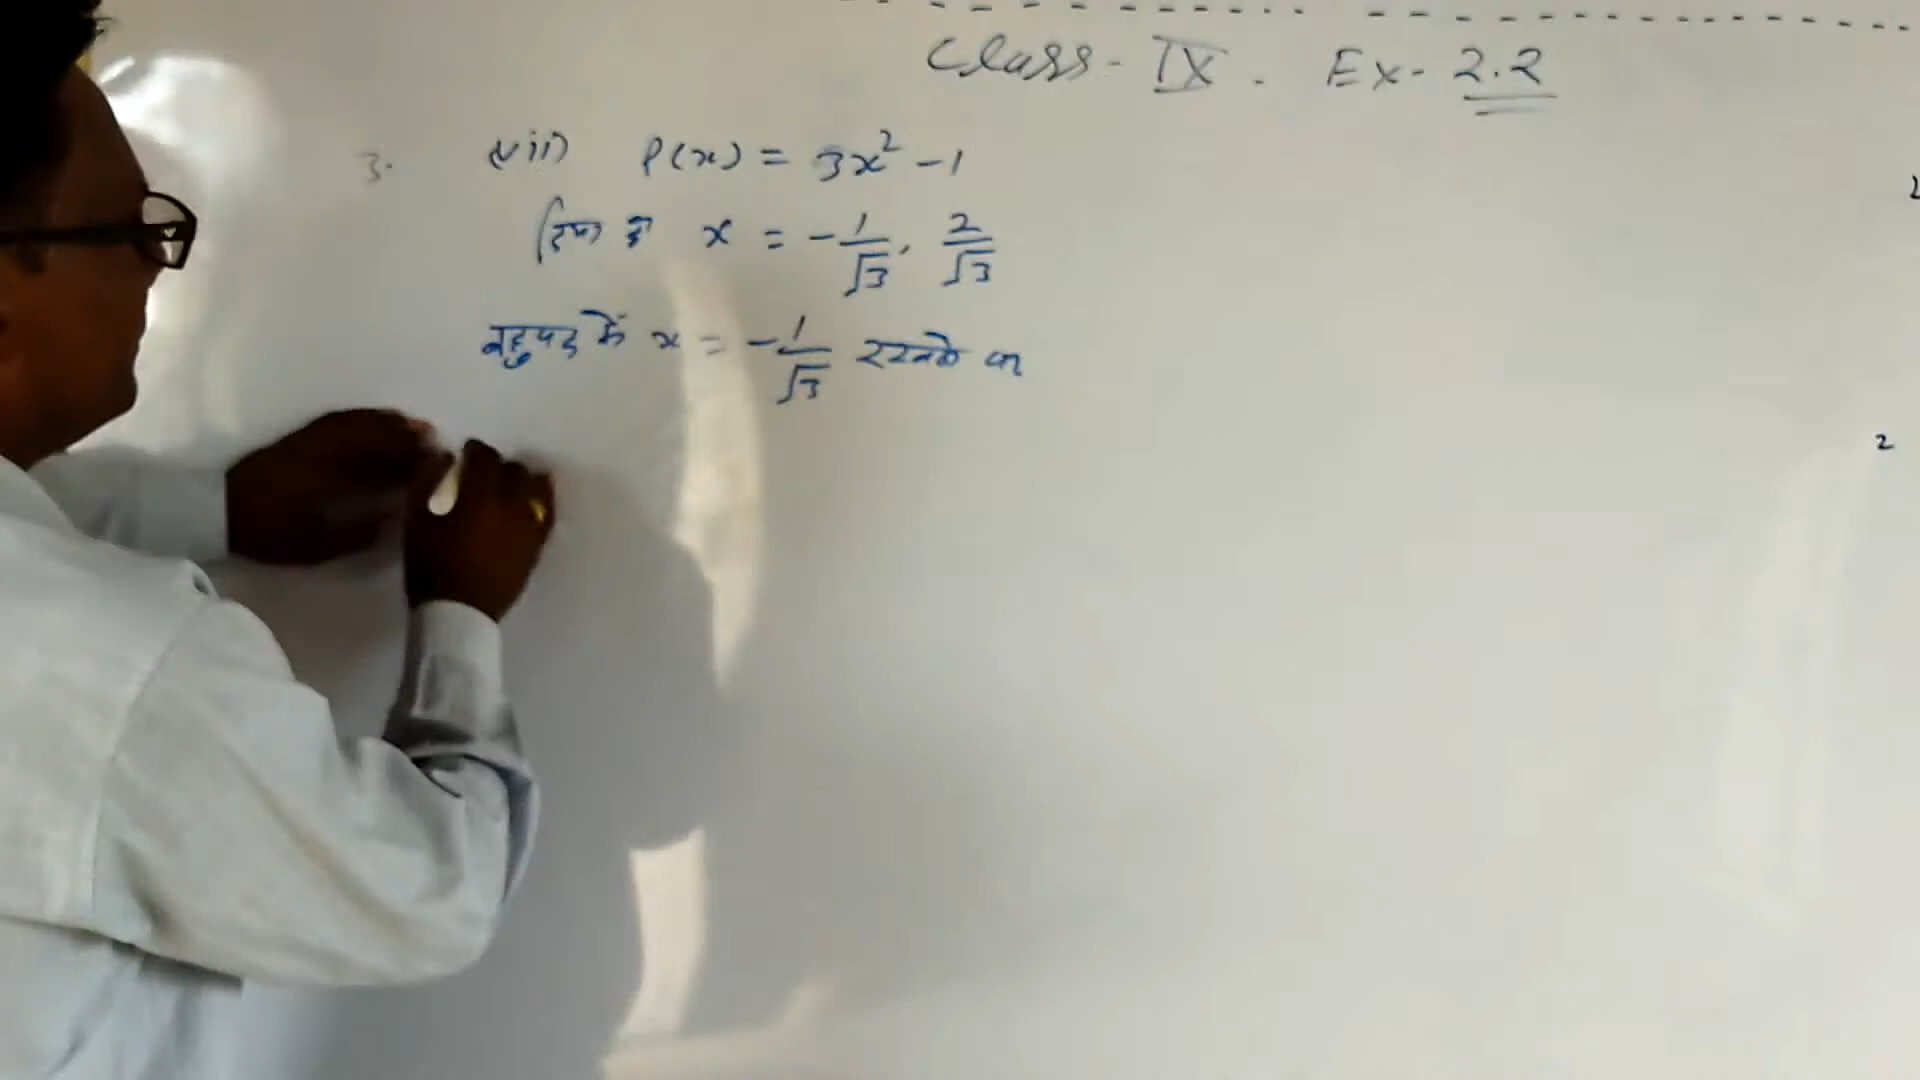 Class - IX . Ex - 2.2
3. (vii) P(x) = 3x² - 1
दिया है x = -1/√3, 2/√3
बहुपद में x = -1/√3 रखने पर
2